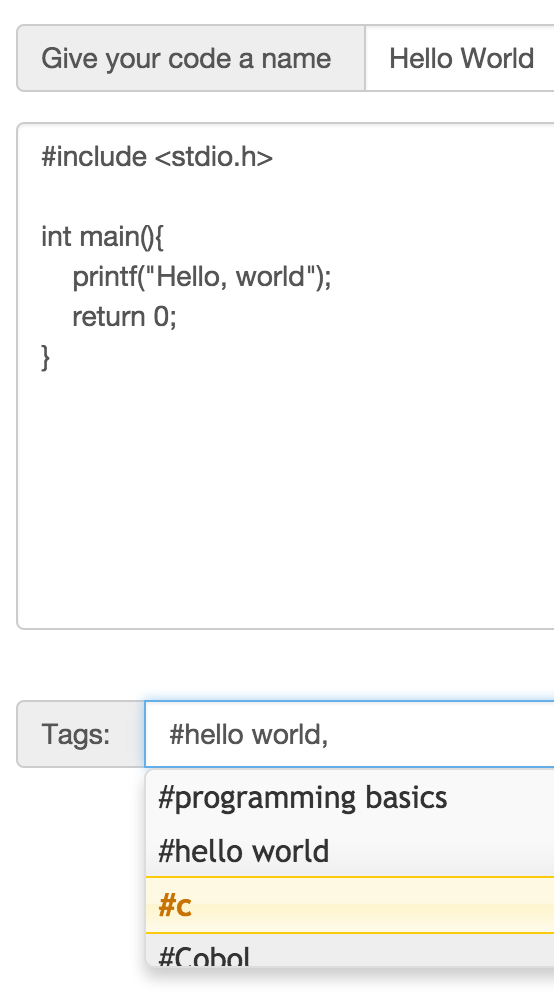 Give your code a name Hello World
#include <stdio.h>
int main(){
printf("Hello, world");
return 0;
}
Tags: #hello world,
#programming basics
#hello world
#c
#Cobol